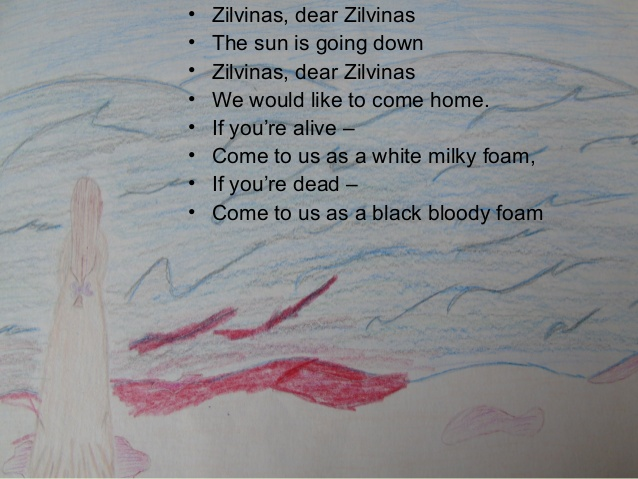 • Zilvinas, dear Zilvinas
• The sun is going down
• Zilvinas, dear Zilvinas
• We would like to come home.
• If you’re alive –
• Come to us as a white milky foam,
• If you’re dead –
• Come to us as a black bloody foam